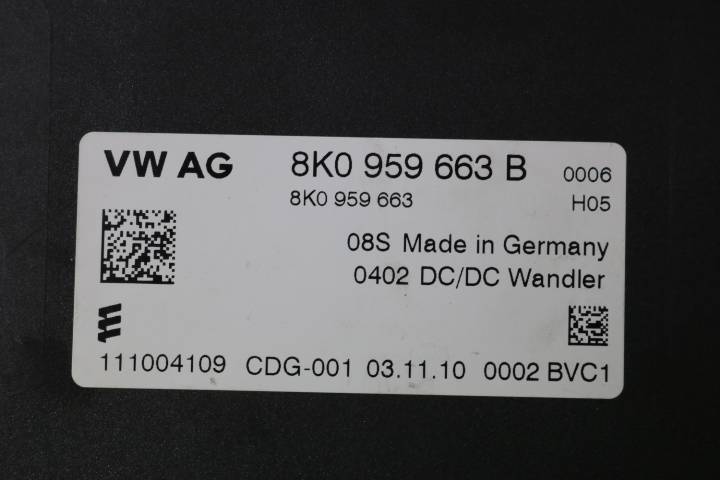 VW AG 8K0 959 663 B 0006
8K0 959 663 H05
08S Made in Germany
0402 DC/DC Wandler
111004109 CDG-001 03.11.10 0002 BVC1